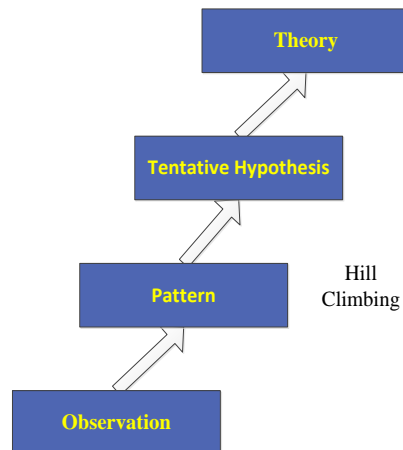 Theory
Tentative Hypothesis
Pattern
Hill
Climbing
Observation